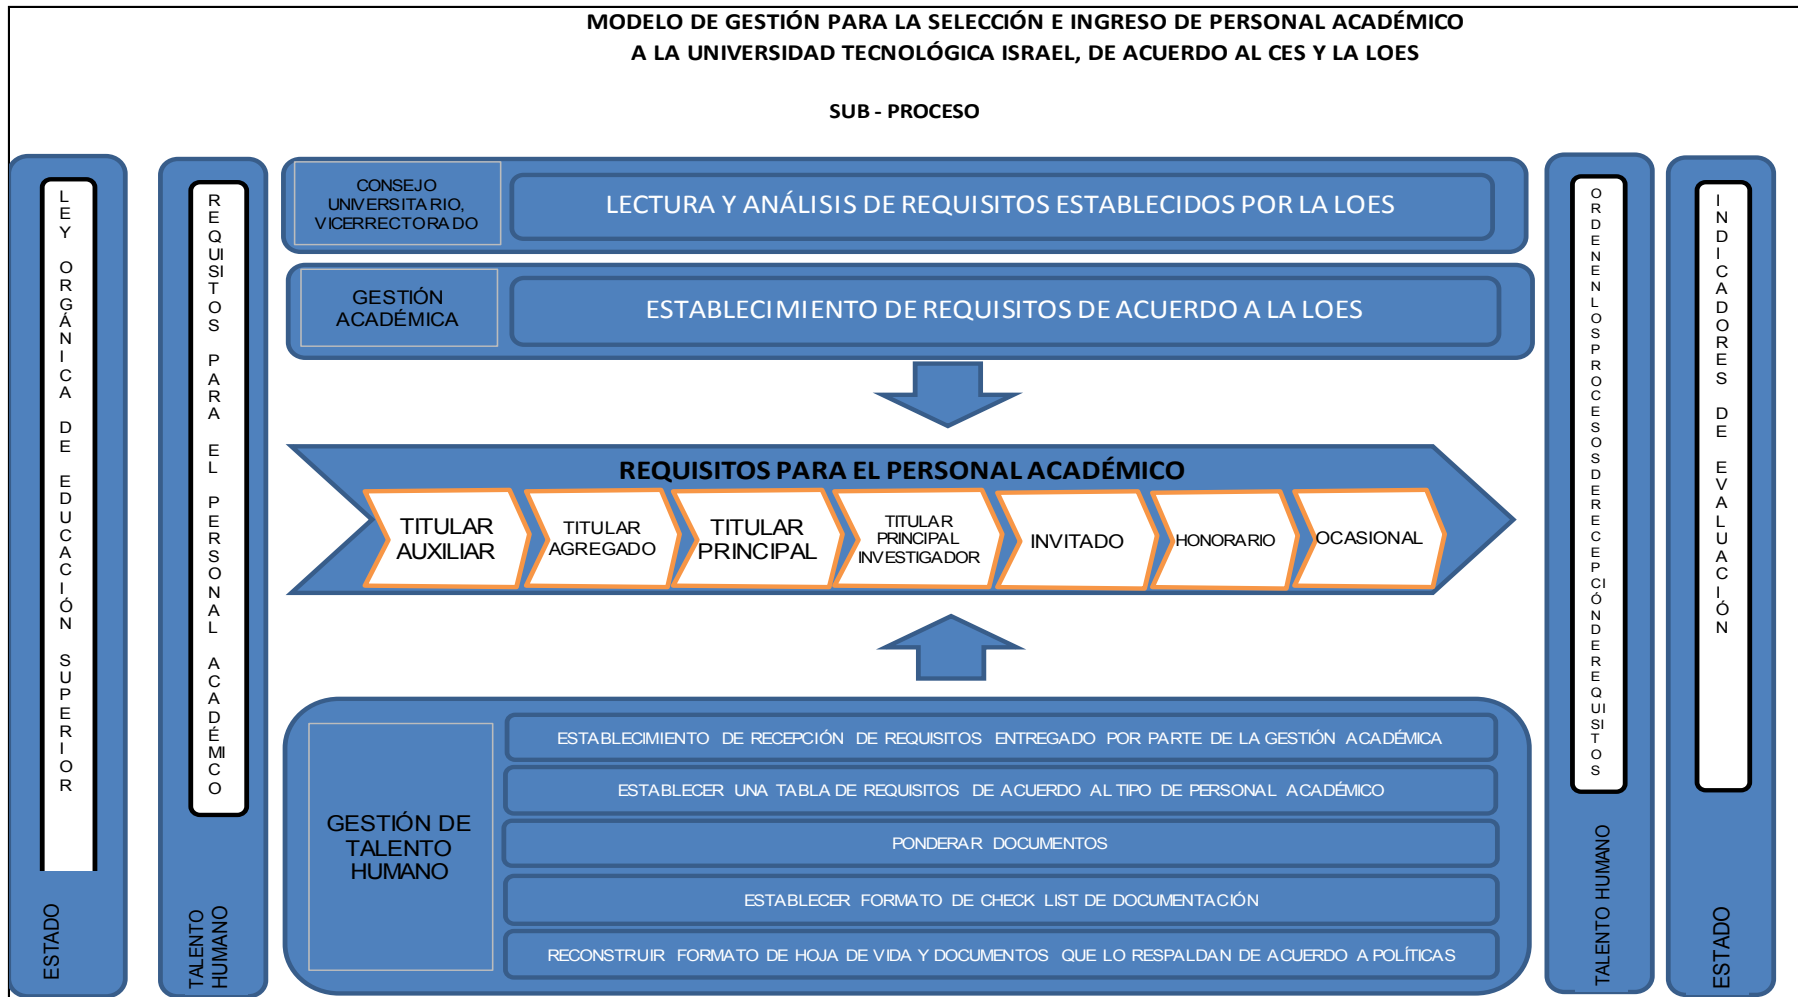 MODELO DE GESTIÓN PARA LA SELECCIÓN E INGRESO DE PERSONAL ACADÉMICO
A LA UNIVERSIDAD TECNOLÓGICA ISRAEL, DE ACUERDO AL CES Y LA LOES
SUB - PROCESO
LEY ORGÁNICA DE EDUCACIÓN SUPERIOR
ESTADO
REQUISITOS PARA EL PERSONAL ACADÉMICO
TALENTO
HUMANO
CONSEJO
UNIVERSITARIO,
VICERRECTORADO
LECTURA Y ANÁLISIS DE REQUISITOS ESTABLECIDOS POR LA LOES
GESTIÓN
ACADÉMICA
ESTABLECIMIENTO DE REQUISITOS DE ACUERDO A LA LOES
REQUISITOS PARA EL PERSONAL ACADÉMICO
TITULAR
AUXILIAR
TITULAR
AGREGADO
TITULAR
PRINCIPAL
TITULAR
PRINCIPAL
INVESTIGADOR
INVITADO
HONORARIO
OCASIONAL
GESTIÓN DE
TALENTO
HUMANO
ESTABLECIMIENTO DE RECEPCIÓN DE REQUISITOS ENTREGADO POR PARTE DE LA GESTIÓN ACADÉMICA
ESTABLECER UNA TABLA DE REQUISITOS DE ACUERDO AL TIPO DE PERSONAL ACADÉMICO
PONDERAR DOCUMENTOS
ESTABLECER FORMATO DE CHECK LIST DE DOCUMENTACIÓN
RECONSTRUIR FORMATO DE HOJA DE VIDA Y DOCUMENTOS QUE LO RESPALDAN DE ACUERDO A POLÍTICAS
ORDEN EN LOS PROCESOS DE RECEPCIÓN DE REQUISITOS
TALENTO HUMANO
INDICADORES DE EVALUACIÓN
ESTADO